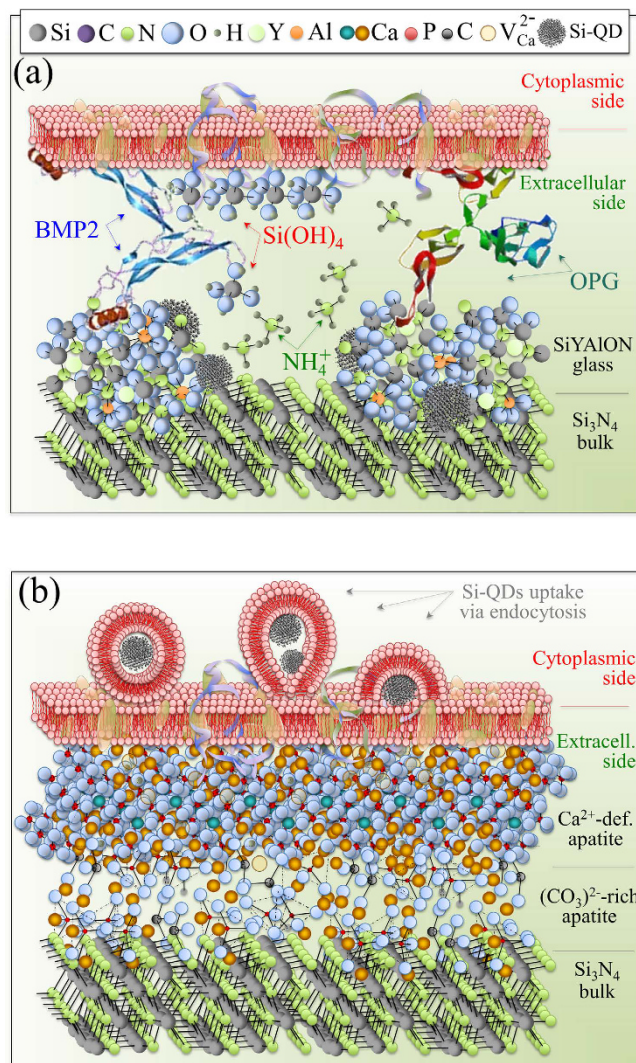 Si C N O H Y Al Ca P C V²⁻Ca Si-QD
(a)
Cytoplasmic
side
Extracellular
side
BMP2
Si(OH)₄
OPG
NH₄⁺
SiYAlON
glass
Si₃N₄
bulk
(b)
Si-QDs uptake
via endocytosis
Cytoplasmic
side
Extracell.
side
Ca²⁺-def.
apatite
(CO₃)²⁻-rich
apatite
Si₃N₄
bulk